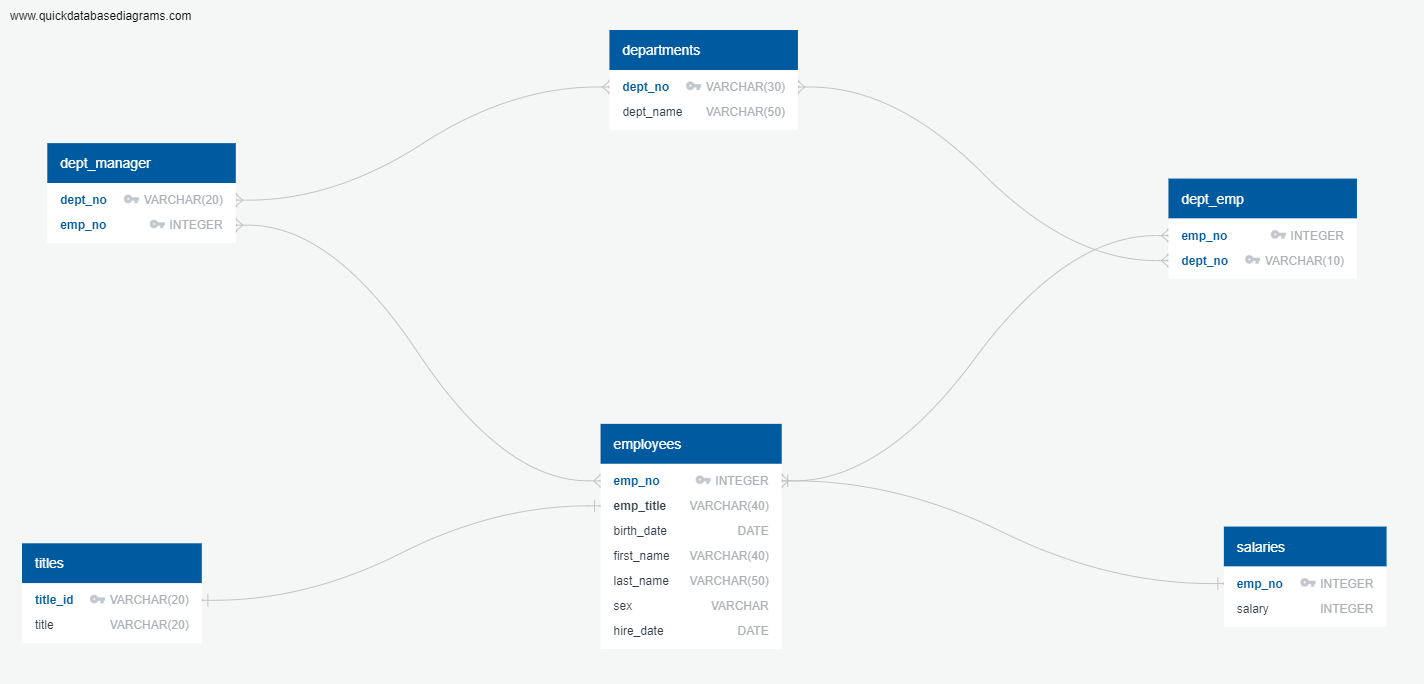 www.quickdatabasediagrams.com
departments
dept_no VARCHAR(30)
dept_name VARCHAR(50)
dept_manager
dept_no VARCHAR(20)
emp_no INTEGER
dept_emp
emp_no INTEGER
dept_no VARCHAR(10)
employees
emp_no INTEGER
emp_title VARCHAR(40)
birth_date DATE
first_name VARCHAR(40)
last_name VARCHAR(50)
sex VARCHAR
hire_date DATE
titles
title_id VARCHAR(20)
title VARCHAR(20)
salaries
emp_no INTEGER
salary INTEGER